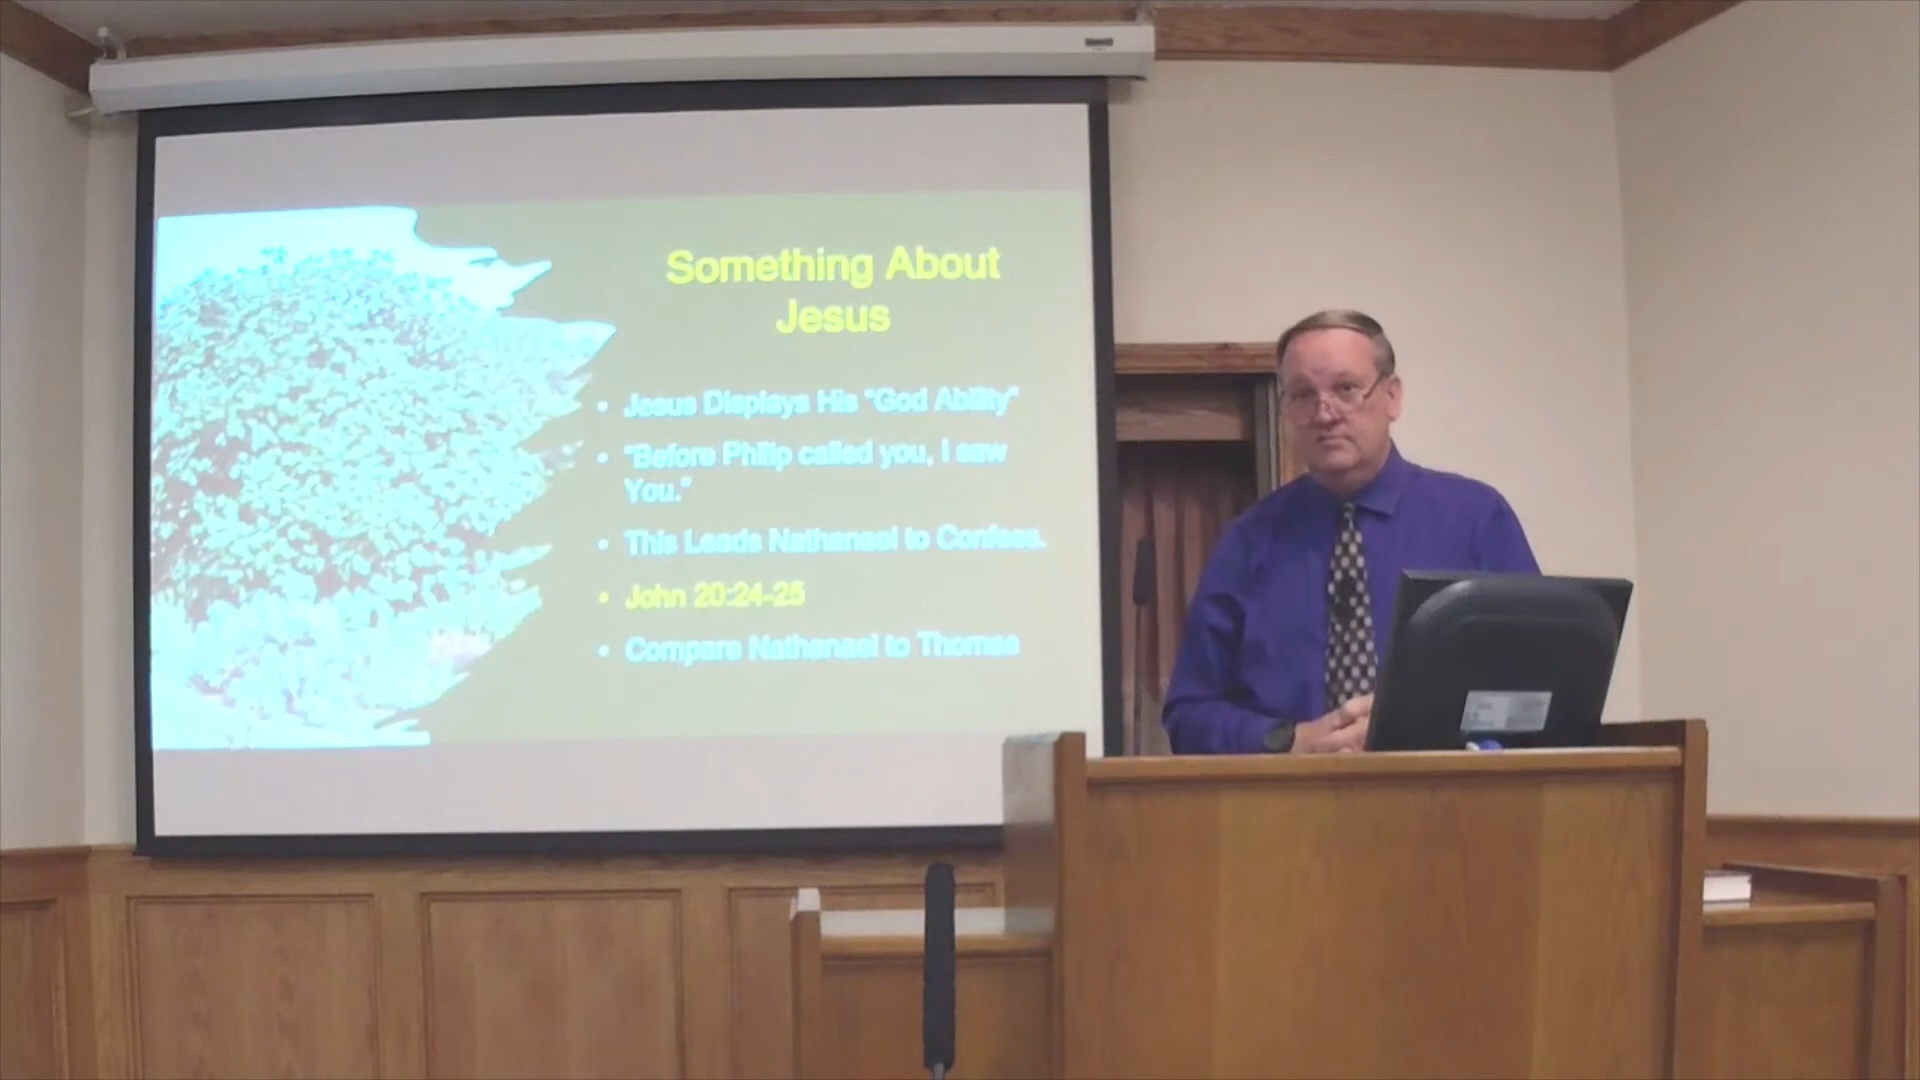 Something About
Jesus
• Jesus Displays His "God Ability"
• "Before Philip called you, I saw
You."
• This Leads Nathanael to Confess.
• John 20:24-25
• Compare Nathanael to Thomas